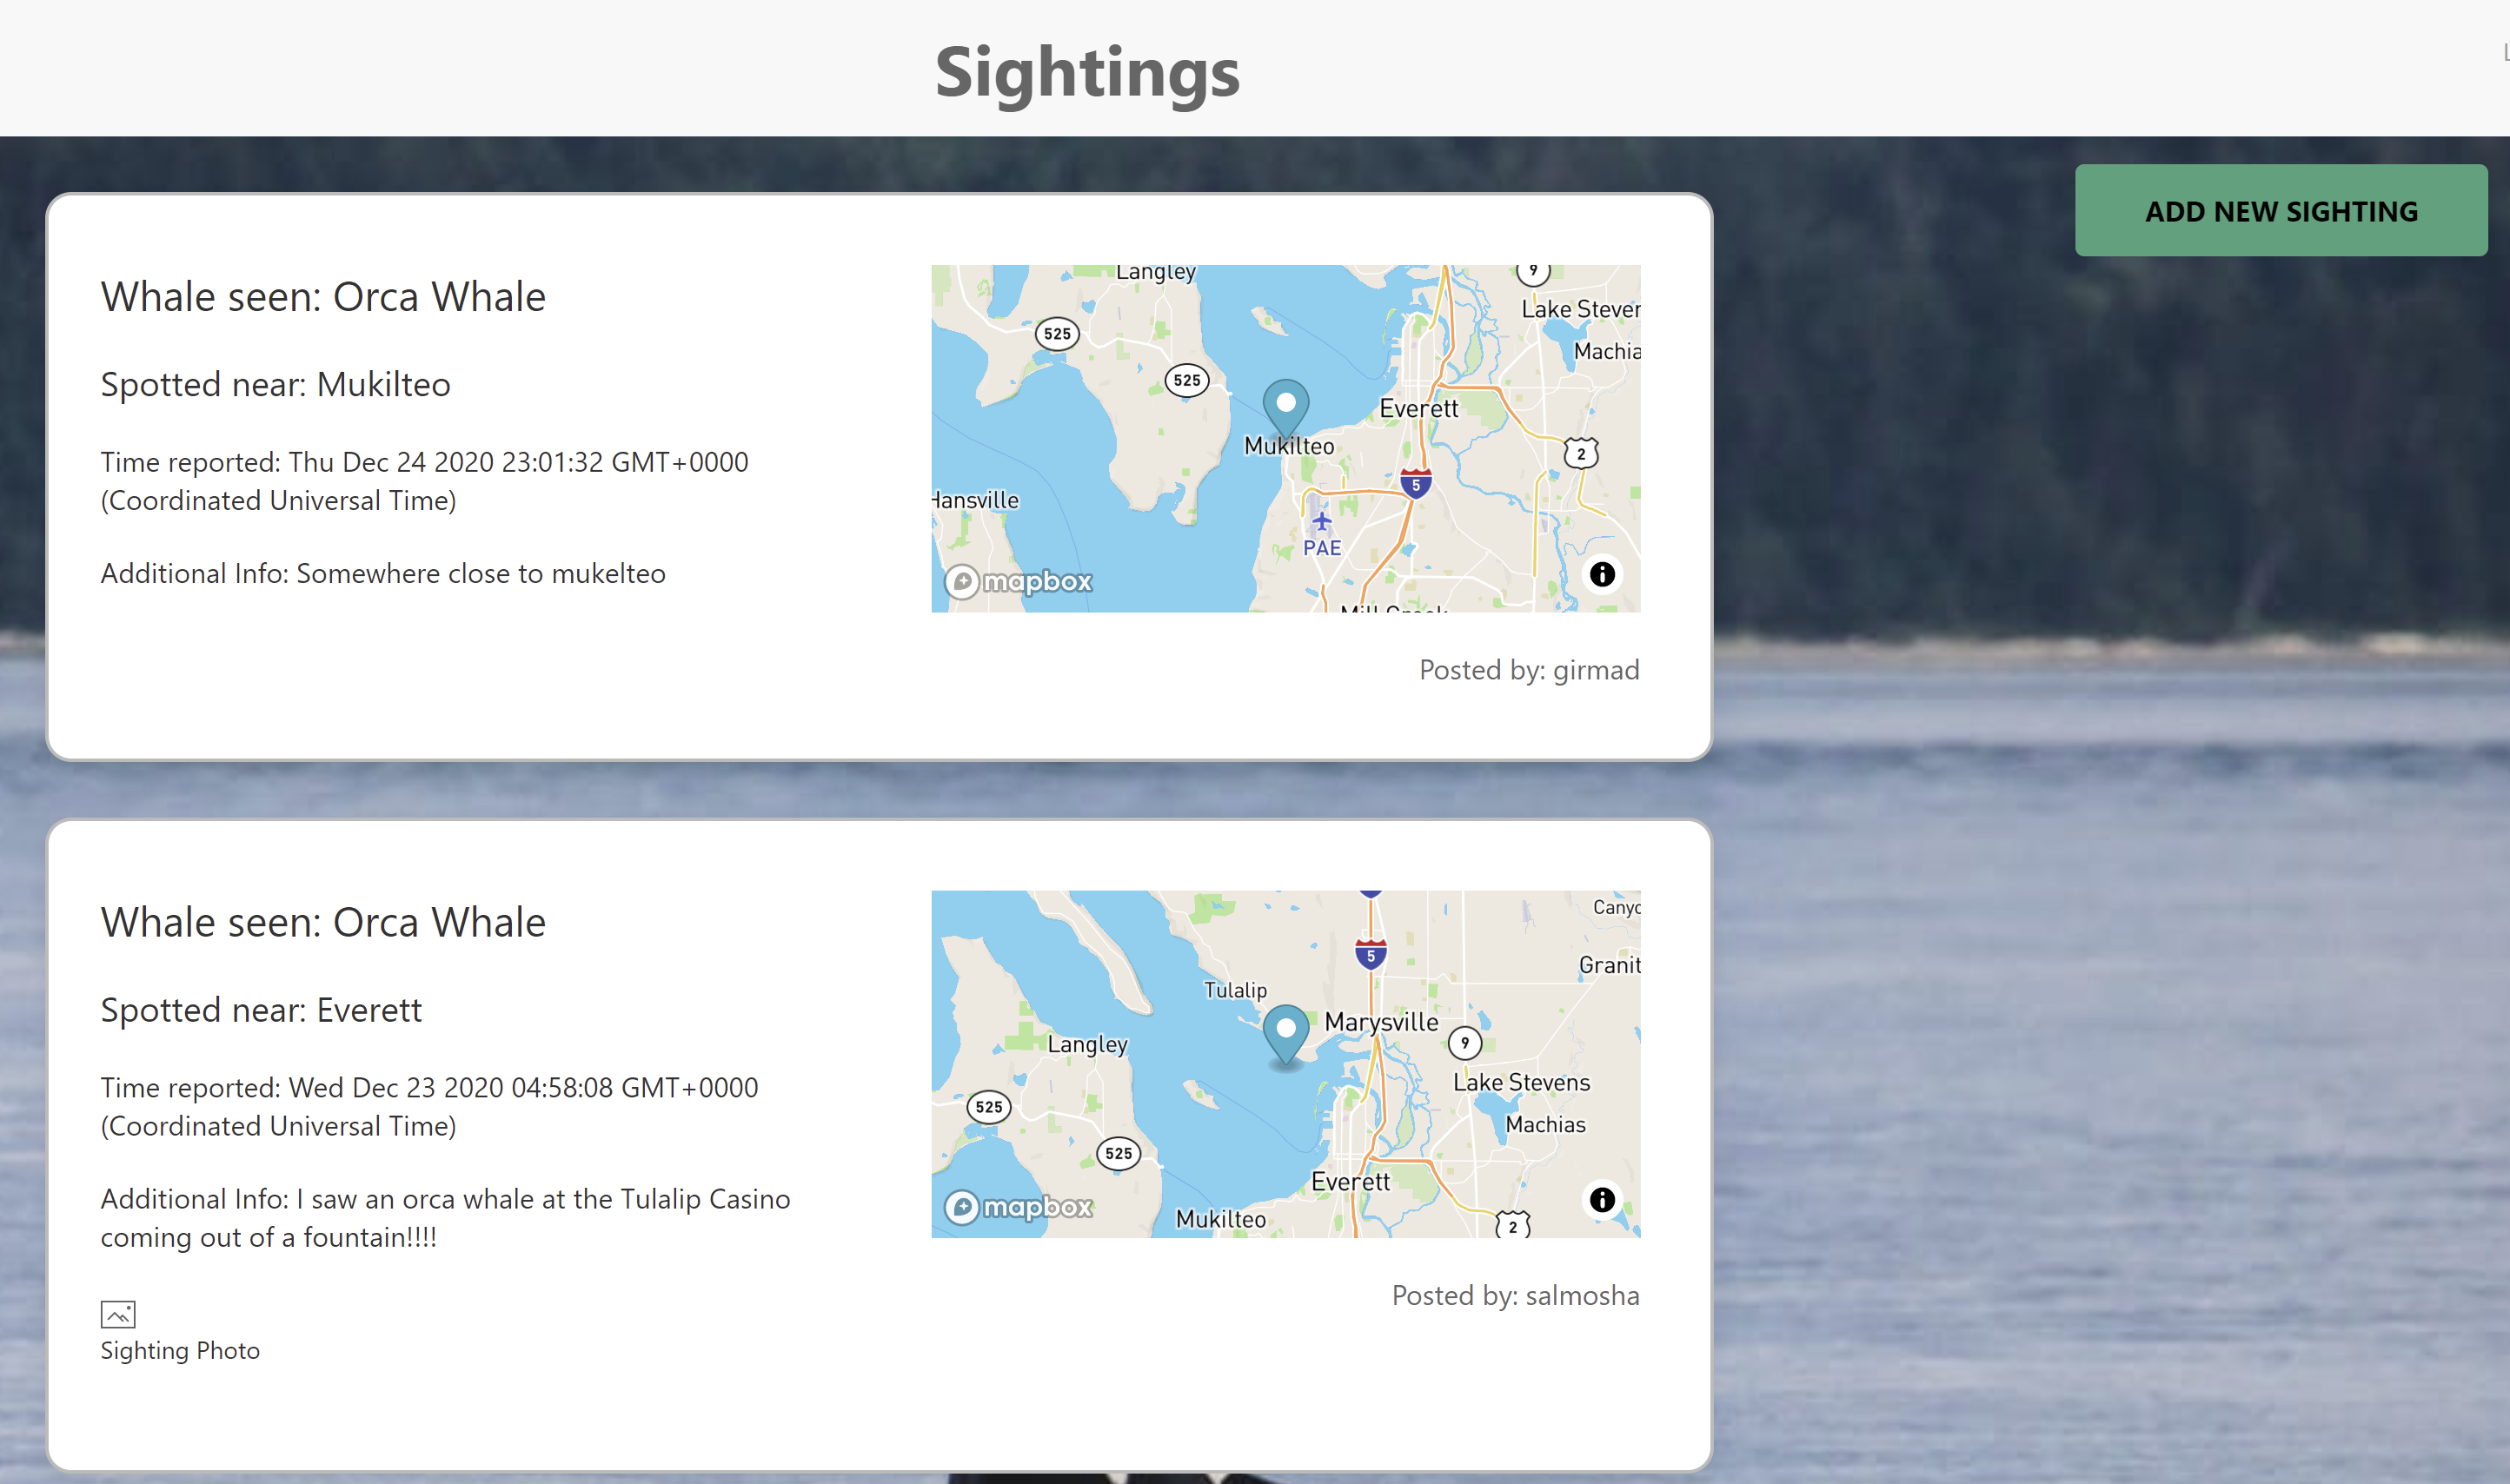 Sightings
L
ADD NEW SIGHTING
Whale seen: Orca Whale
Spotted near: Mukilteo
Time reported: Thu Dec 24 2020 23:01:32 GMT+0000
(Coordinated Universal Time)
Additional Info: Somewhere close to mukelteo
Langley
9
Lake Steven
525
Machia
525
Everett
Mukilteo
2
5
Hansville
PAE
mapbox
Mill Creek
Posted by: girmad
Whale seen: Orca Whale
Spotted near: Everett
Time reported: Wed Dec 23 2020 04:58:08 GMT+0000
(Coordinated Universal Time)
Additional Info: I saw an orca whale at the Tulalip Casino
coming out of a fountain!!!!
Sighting Photo
Canyo
5
Granit
Tulalip
Marysville
Langley
9
Lake Stevens
525
Machias
525
Everett
mapbox
Mukilteo
2
Posted by: salmosha